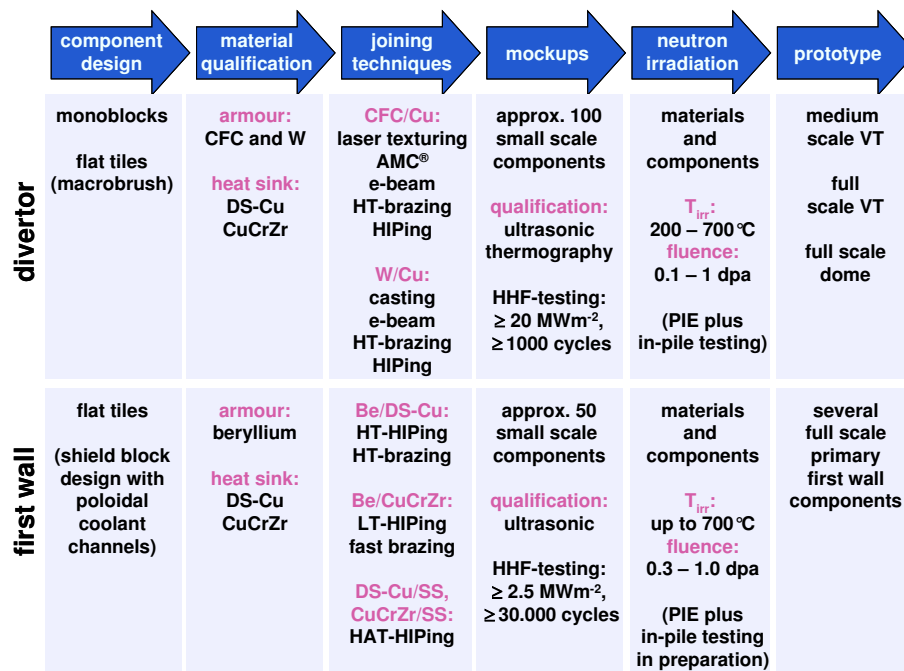 component
design
material
qualification
joining
techniques
mockups
neutron
irradiation
prototype
divertor
monoblocks
flat tiles
(macrobrush)
armour:
CFC and W
heat sink:
DS-Cu
CuCrZr
CFC/Cu:
laser texturing
AMC®
e-beam
HT-brazing
HIPing
W/Cu:
casting
e-beam
HT-brazing
HIPing
approx. 100
small scale
components
qualification:
ultrasonic
thermography
HHF-testing:
≥ 20 MWm-2,
≥ 1000 cycles
materials
and
components
Tirr:
200 – 700°C
fluence:
0.1 – 1 dpa
(PIE plus
in-pile testing)
medium
scale VT
full
scale VT
full scale
dome
first wall
flat tiles
(shield block
design with
poloidal
coolant
channels)
armour:
beryllium
heat sink:
DS-Cu
CuCrZr
Be/DS-Cu:
HT-HIPing
HT-brazing
Be/CuCrZr:
LT-HIPing
fast brazing
DS-Cu/SS,
CuCrZr/SS:
HAT-HIPing
approx. 50
small scale
components
qualification:
ultrasonic
HHF-testing:
≥ 2.5 MWm-2,
≥ 30.000 cycles
materials
and
components
Tirr:
up to 700°C
fluence:
0.3 – 1.0 dpa
(PIE plus
in-pile testing
in preparation)
several
full scale
primary
first wall
components